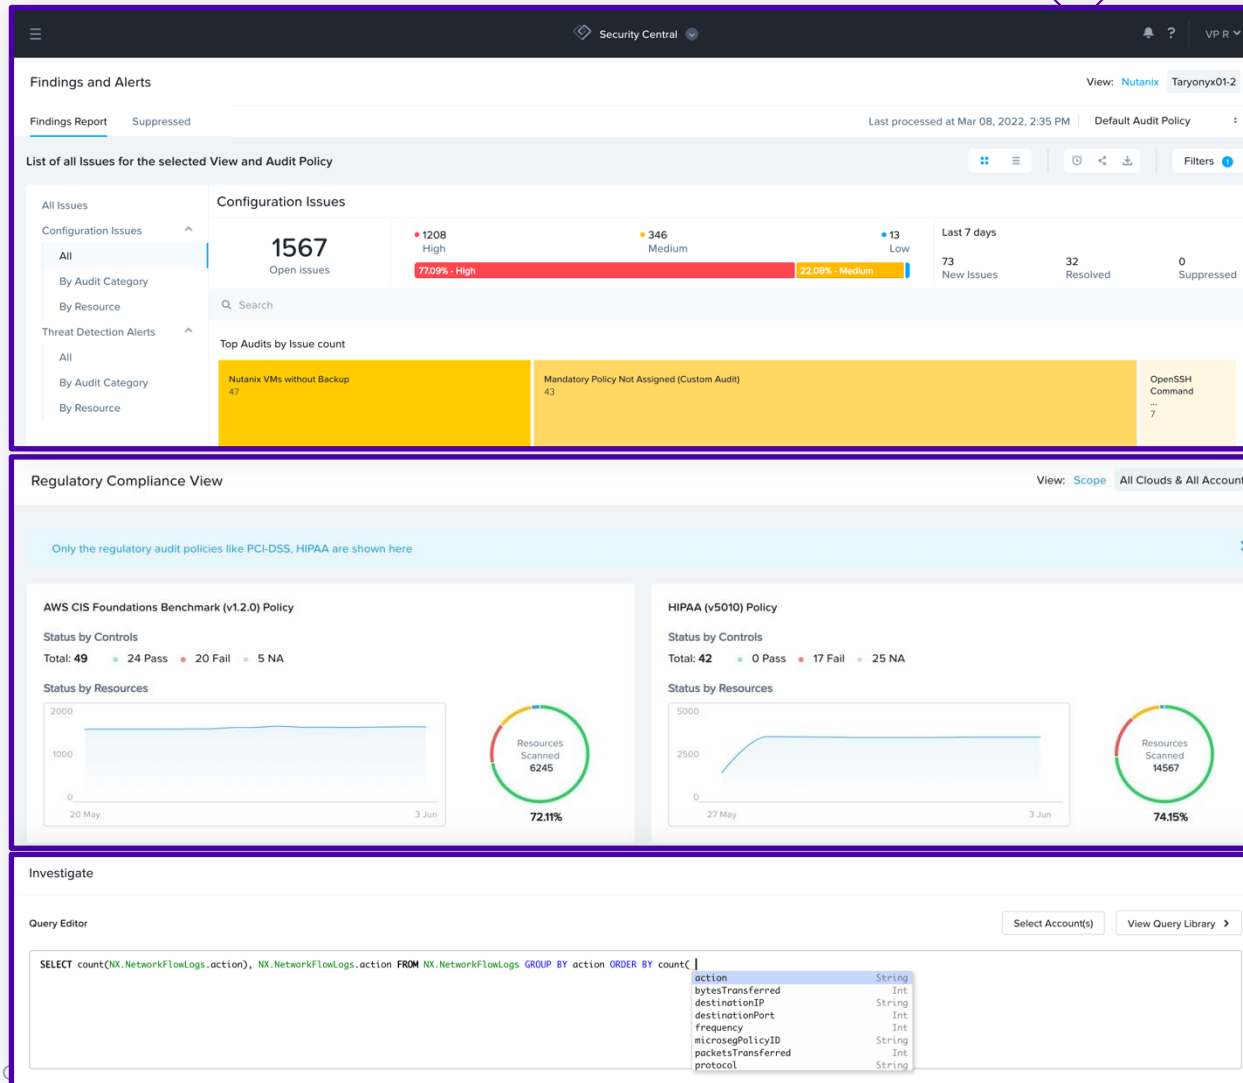 Security Central
? VP R
Findings and Alerts
View: Nutanix Taryonyx01-2
Findings Report Suppressed
Last processed at Mar 08, 2022, 2:35 PM Default Audit Policy
List of all Issues for the selected View and Audit Policy
Filters 1
All Issues
Configuration Issues
All
By Audit Category
By Resource
Threat Detection Alerts
All
By Audit Category
By Resource
Configuration Issues
1567
Open issues
1208
High
346
Medium
13
Low
77.09% - High
22.08% - Medium
Last 7 days
73
New Issues
32
Resolved
0
Suppressed
Search
Top Audits by Issue count
Nutanix VMs without Backup
47
Mandatory Policy Not Assigned (Custom Audit)
43
OpenSSH
Command
...
7
Regulatory Compliance View
View: Scope All Clouds & All Account
Only the regulatory audit policies like PCI-DSS, HIPAA are shown here
AWS CIS Foundations Benchmark (v1.2.0) Policy
Status by Controls
Total: 49 24 Pass 20 Fail 5 NA
Status by Resources
2000
1000
0
20 May
3 Jun
Resources
Scanned
6245
72.11%
HIPAA (v5010) Policy
Status by Controls
Total: 42 0 Pass 17 Fail 25 NA
Status by Resources
5000
2500
0
27 May
3 Jun
Resources
Scanned
14567
74.15%
Investigate
Query Editor
Select Account(s)
View Query Library
SELECT count(NX.NetworkFlowLogs.action), NX.NetworkFlowLogs.action FROM NX.NetworkFlowLogs GROUP BY action ORDER BY count(
action String
bytesTransferred Int
destinationIP String
destinationPort Int
frequency Int
microsegPolicyID String
packetsTransferred Int
protocol String